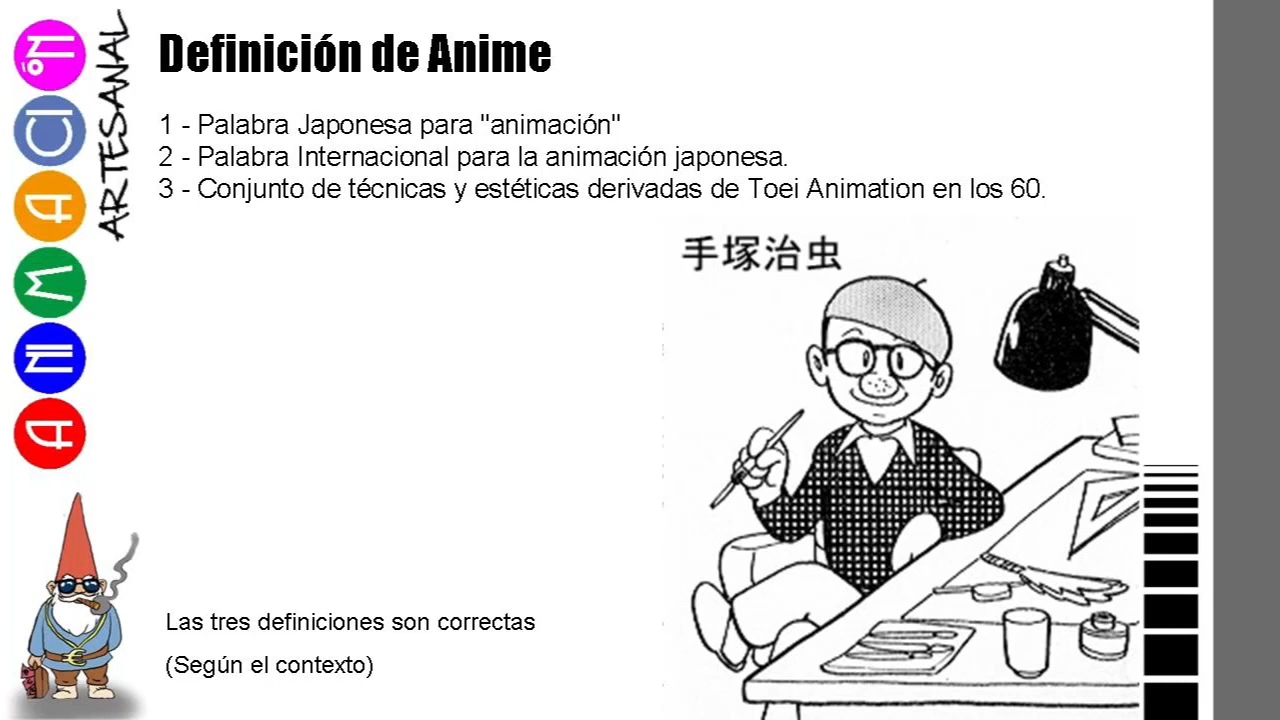 ANIMACIÓN
ARTESANAL
Definición de Anime
1 - Palabra Japonesa para "animación"
2 - Palabra Internacional para la animación japonesa.
3 - Conjunto de técnicas y estéticas derivadas de Toei Animation en los 60.
手塚治虫
Las tres definiciones son correctas
(Según el contexto)